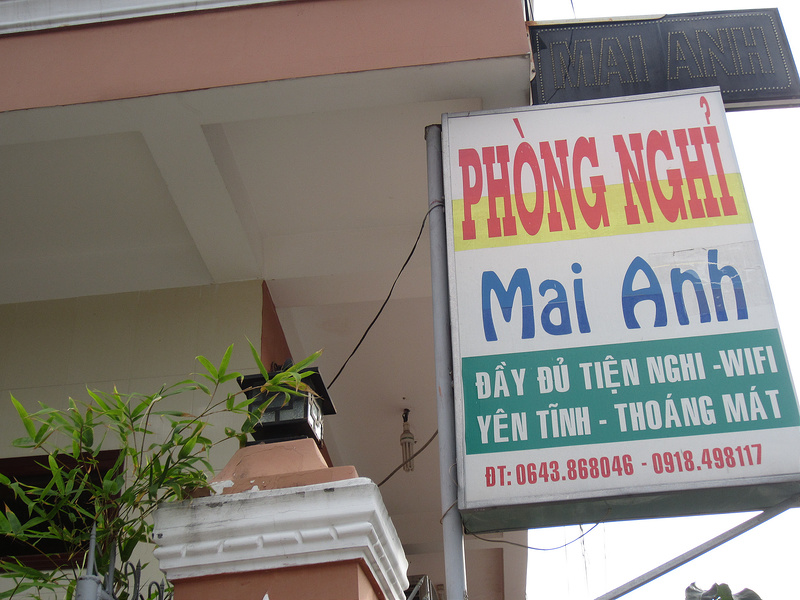 MAI ANH
PHÒNG NGHỈ
Mai Anh
ĐẦY ĐỦ TIỆN NGHI -WIFI
YÊN TĨNH - THOÁNG MÁT
ĐT: 0643.868046 - 0918.498117